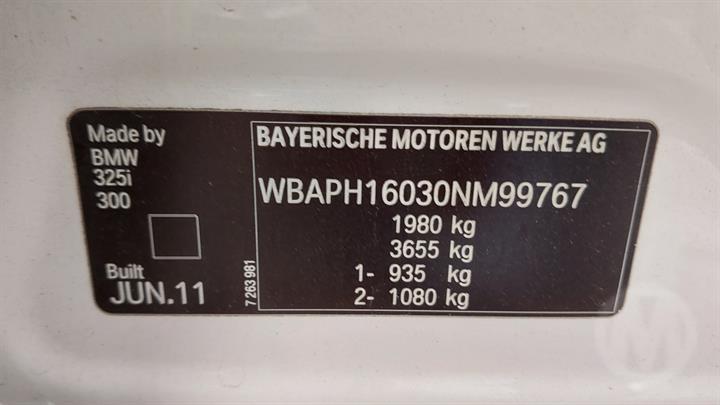 Made by
BMW
325i
300
Built
JUN.11
7 263 981
BAYERISCHE MOTOREN WERKE AG
WBAPH16030NM99767
1980 kg
3655 kg
1- 935 kg
2- 1080 kg
M